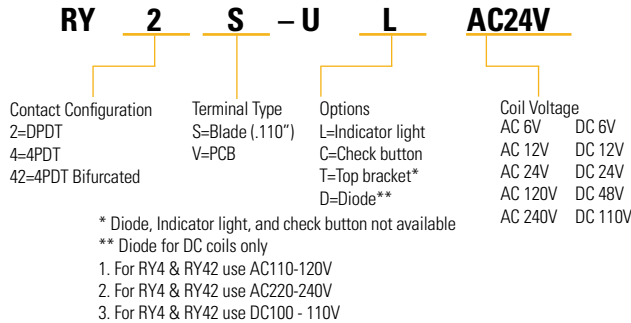 RY 2 S – U L AC24V
Contact Configuration
2=DPDT
4=4PDT
42=4PDT Bifurcated
Terminal Type
S=Blade (.110”)
V=PCB
Options
L=Indicator light
C=Check button
T=Top bracket*
D=Diode**
Coil Voltage
AC 6V DC 6V
AC 12V DC 12V
AC 24V DC 24V
AC 120V DC 48V
AC 240V DC 110V
* Diode, Indicator light, and check button not available
** Diode for DC coils only
1. For RY4 & RY42 use AC110-120V
2. For RY4 & RY42 use AC220-240V
3. For RY4 & RY42 use DC100 - 110V